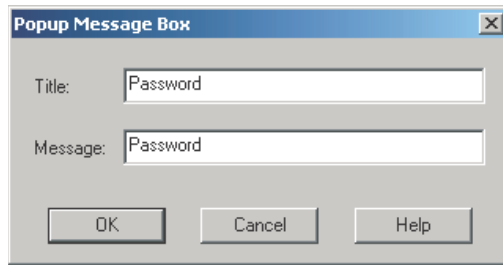 Popup Message Box
Title: Password
Message: Password
OK Cancel Help